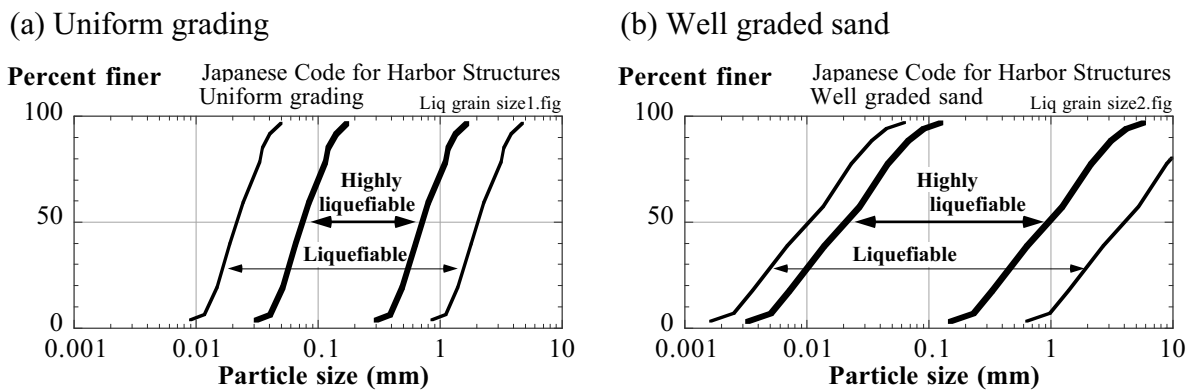 (a) Uniform grading
Percent finer
Japanese Code for Harbor Structures
Uniform grading
Liq grain size1.fig
100
Highly
liquefiable
50
Liquefiable
0
0.001 0.01 0.1 1 10
Particle size (mm)
(b) Well graded sand
Percent finer
Japanese Code for Harbor Structures
Well graded sand
Liq grain size2.fig
100
Highly
liquefiable
50
Liquefiable
0
0.001 0.01 0.1 1 10
Particle size (mm)